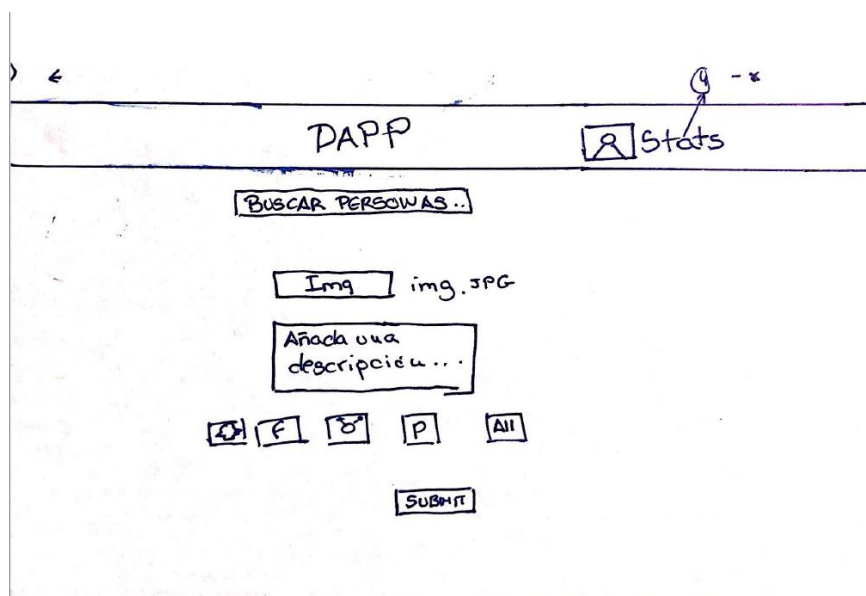 DAPP Stats
BUSCAR PERSONAS..
Img img.JPG
Añada una
descripción...
F P All
SUBMIT